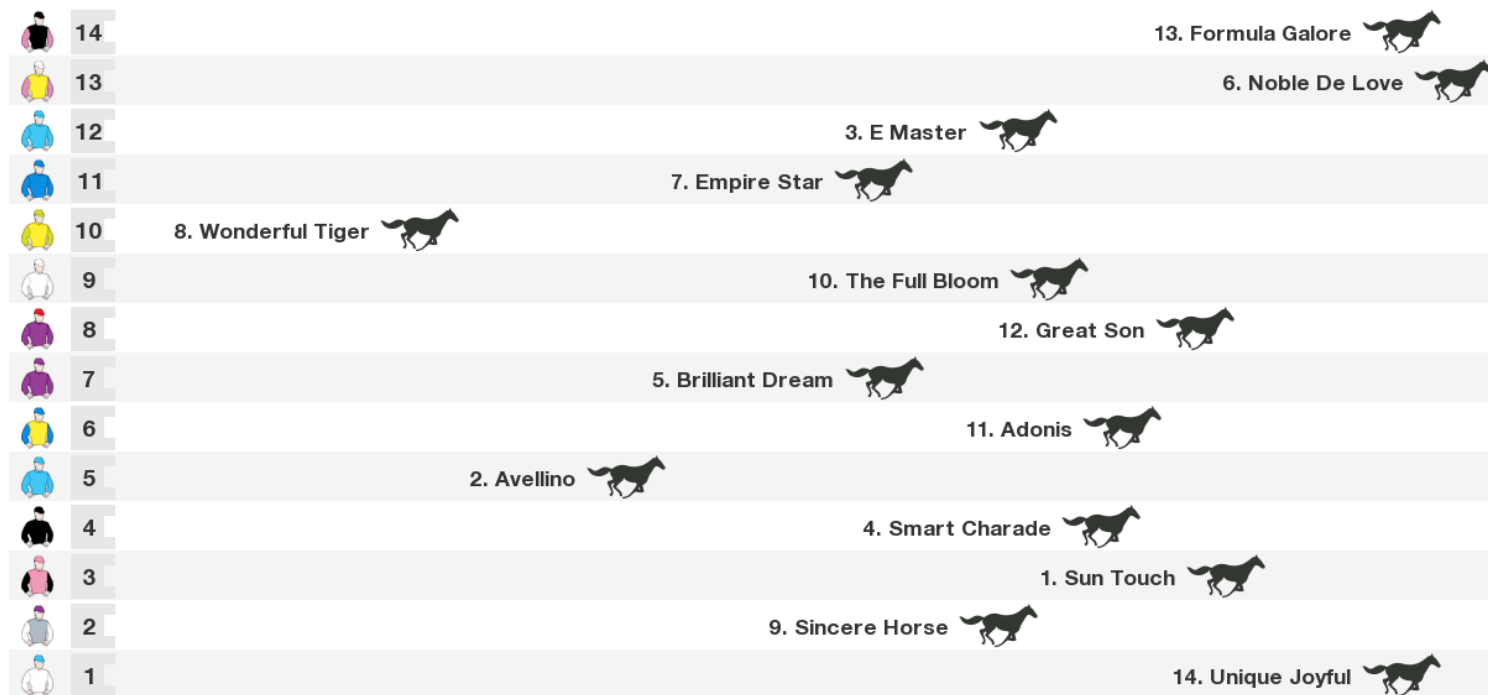 14 13. Formula Galore
13 6. Noble De Love
12 3. E Master
11 7. Empire Star
10 8. Wonderful Tiger
9 10. The Full Bloom
8 12. Great Son
7 5. Brilliant Dream
6 11. Adonis
5 2. Avellino
4 4. Smart Charade
3 1. Sun Touch
2 9. Sincere Horse
1 14. Unique Joyful